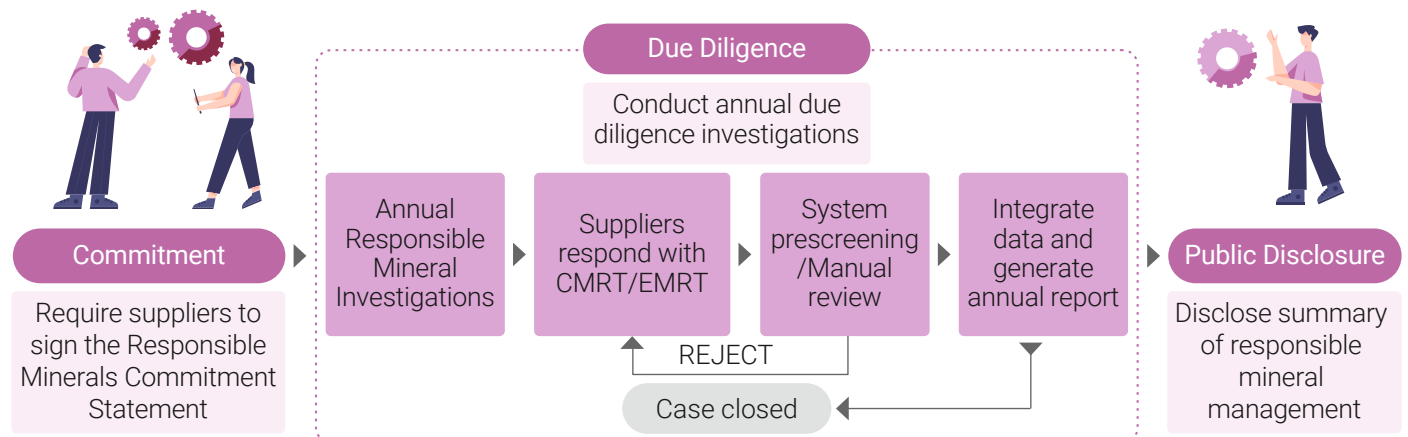 Commitment
Require suppliers to
sign the Responsible
Minerals Commitment
Statement
Due Diligence
Conduct annual due
diligence investigations
Annual
Responsible
Mineral
Investigations
Suppliers
respond with
CMRT/EMRT
System
prescreening
/Manual
review
Integrate
data and
generate
annual report
REJECT
Case closed
Public Disclosure
Disclose summary
of responsible
mineral
management